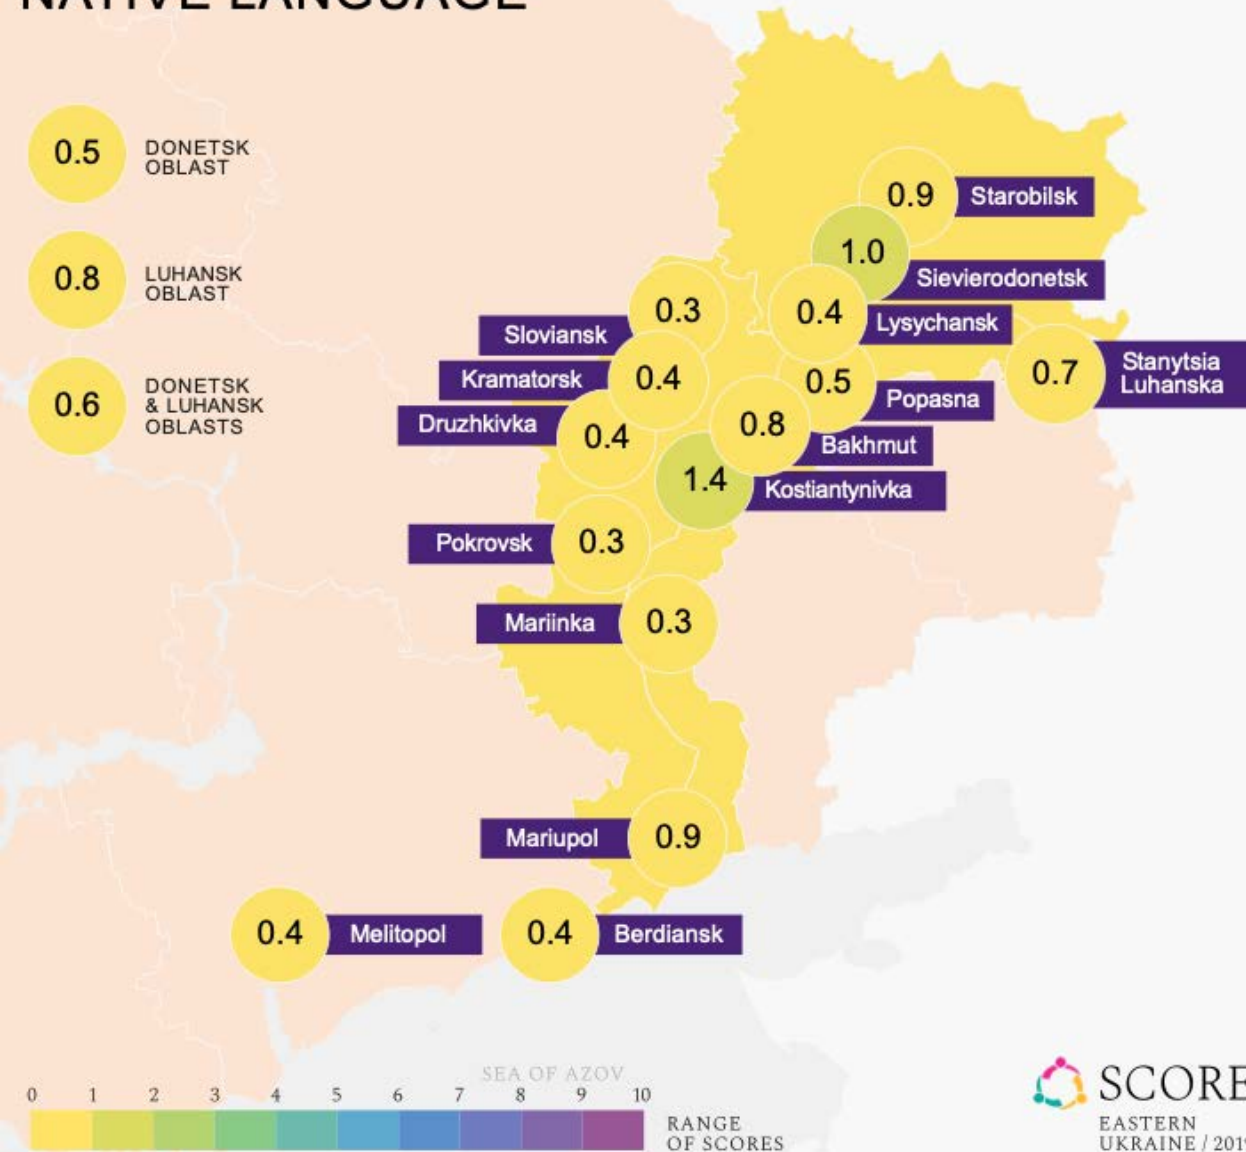 NATIVE LANGUAGE
0.5
DONETSK
OBLAST
0.8
LUHANSK
OBLAST
0.6
DONETSK
& LUHANSK
OBLASTS
0.9
Starobilsk
1.0
Sievierodonetsk
0.3
Sloviansk
0.4
Lysychansk
0.7
Stanytsia
Luhanska
0.4
Kramatorsk
0.5
Popasna
0.4
Druzhkivka
0.8
Bakhmut
1.4
Kostiantynivka
0.3
Pokrovsk
0.3
Mariinka
0.9
Mariupol
0.4
Melitopol
0.4
Berdiansk
SEA OF AZOV
0 1 2 3 4 5 6 7 8 9 10
RANGE
OF SCORES
SCORE
EASTERN
UKRAINE / 201